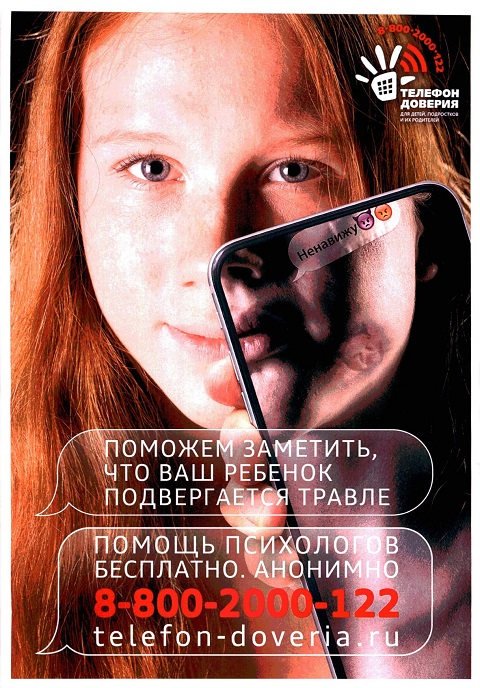 8-800-2000-122
ТЕЛЕФОН
ДОВЕРИЯ
ДЛЯ ДЕТЕЙ, ПОДРОСТКОВ
И ИХ РОДИТЕЛЕЙ
Ненавижу👿😡
ПОМОЖЕМ ЗАМЕТИТЬ,
ЧТО ВАШ РЕБЕНОК
ПОДВЕРГАЕТСЯ ТРАВЛЕ
ПОМОЩЬ ПСИХОЛОГОВ
БЕСПЛАТНО. АНОНИМНО
8-800-2000-122
telefon-doveria.ru